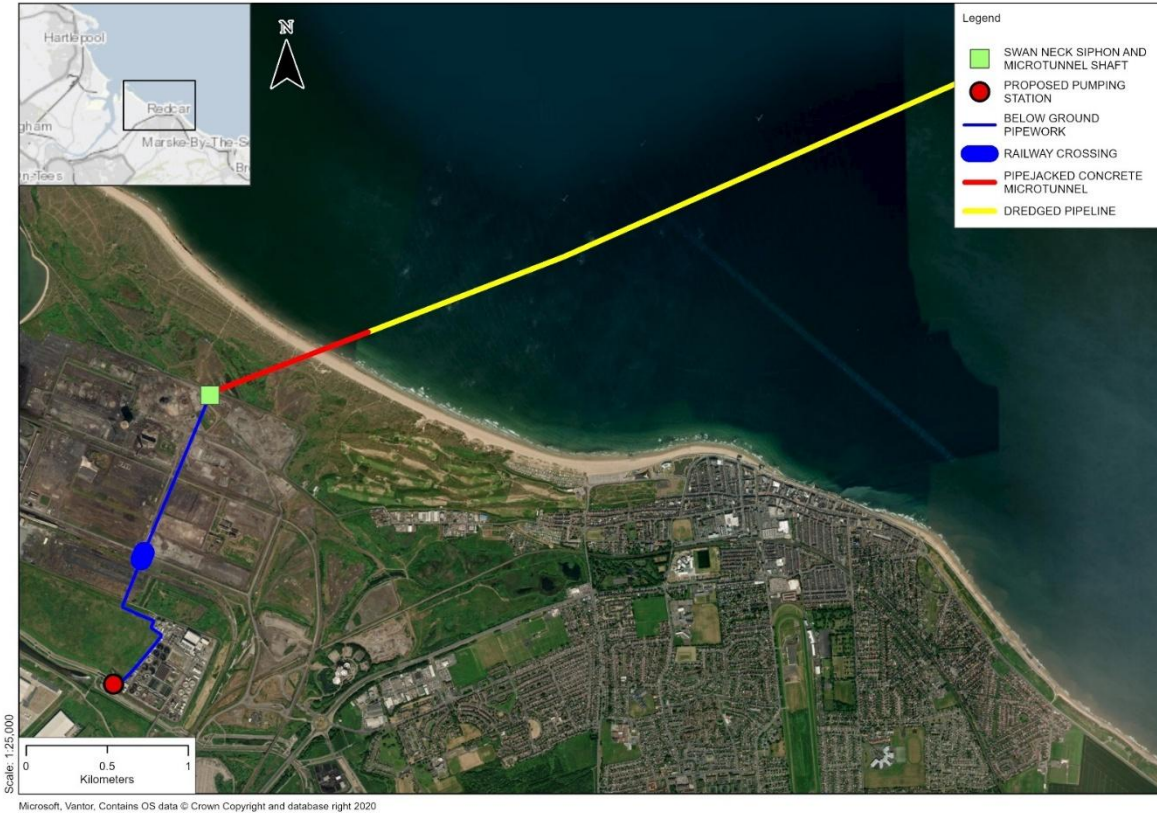 Hartlepool
Redcar
gham
Marske-By-The-Se
Br
n-Tees
N
Legend
SWAN NECK SIPHON AND
MICROTUNNEL SHAFT
PROPOSED PUMPING
STATION
BELOW GROUND
PIPEWORK
RAILWAY CROSSING
PIPEJACKED CONCRETE
MICROTUNNEL
DREDGED PIPELINE
Scale: 1:25,000
0 0.5 1
Kilometers
Microsoft, Vantor, Contains OS data © Crown Copyright and database right 2020